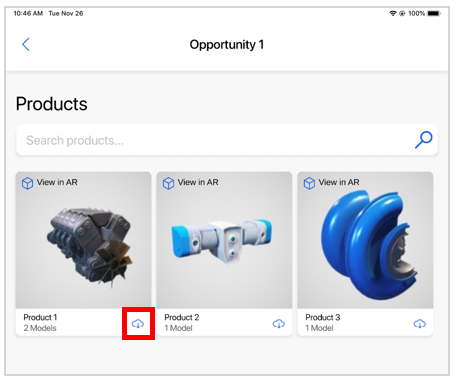 10:46 AM Tue Nov 26 100%
Opportunity 1
Products
Search products...
View in AR
View in AR
View in AR
Product 1
2 Models
Product 2
1 Model
Product 3
1 Model